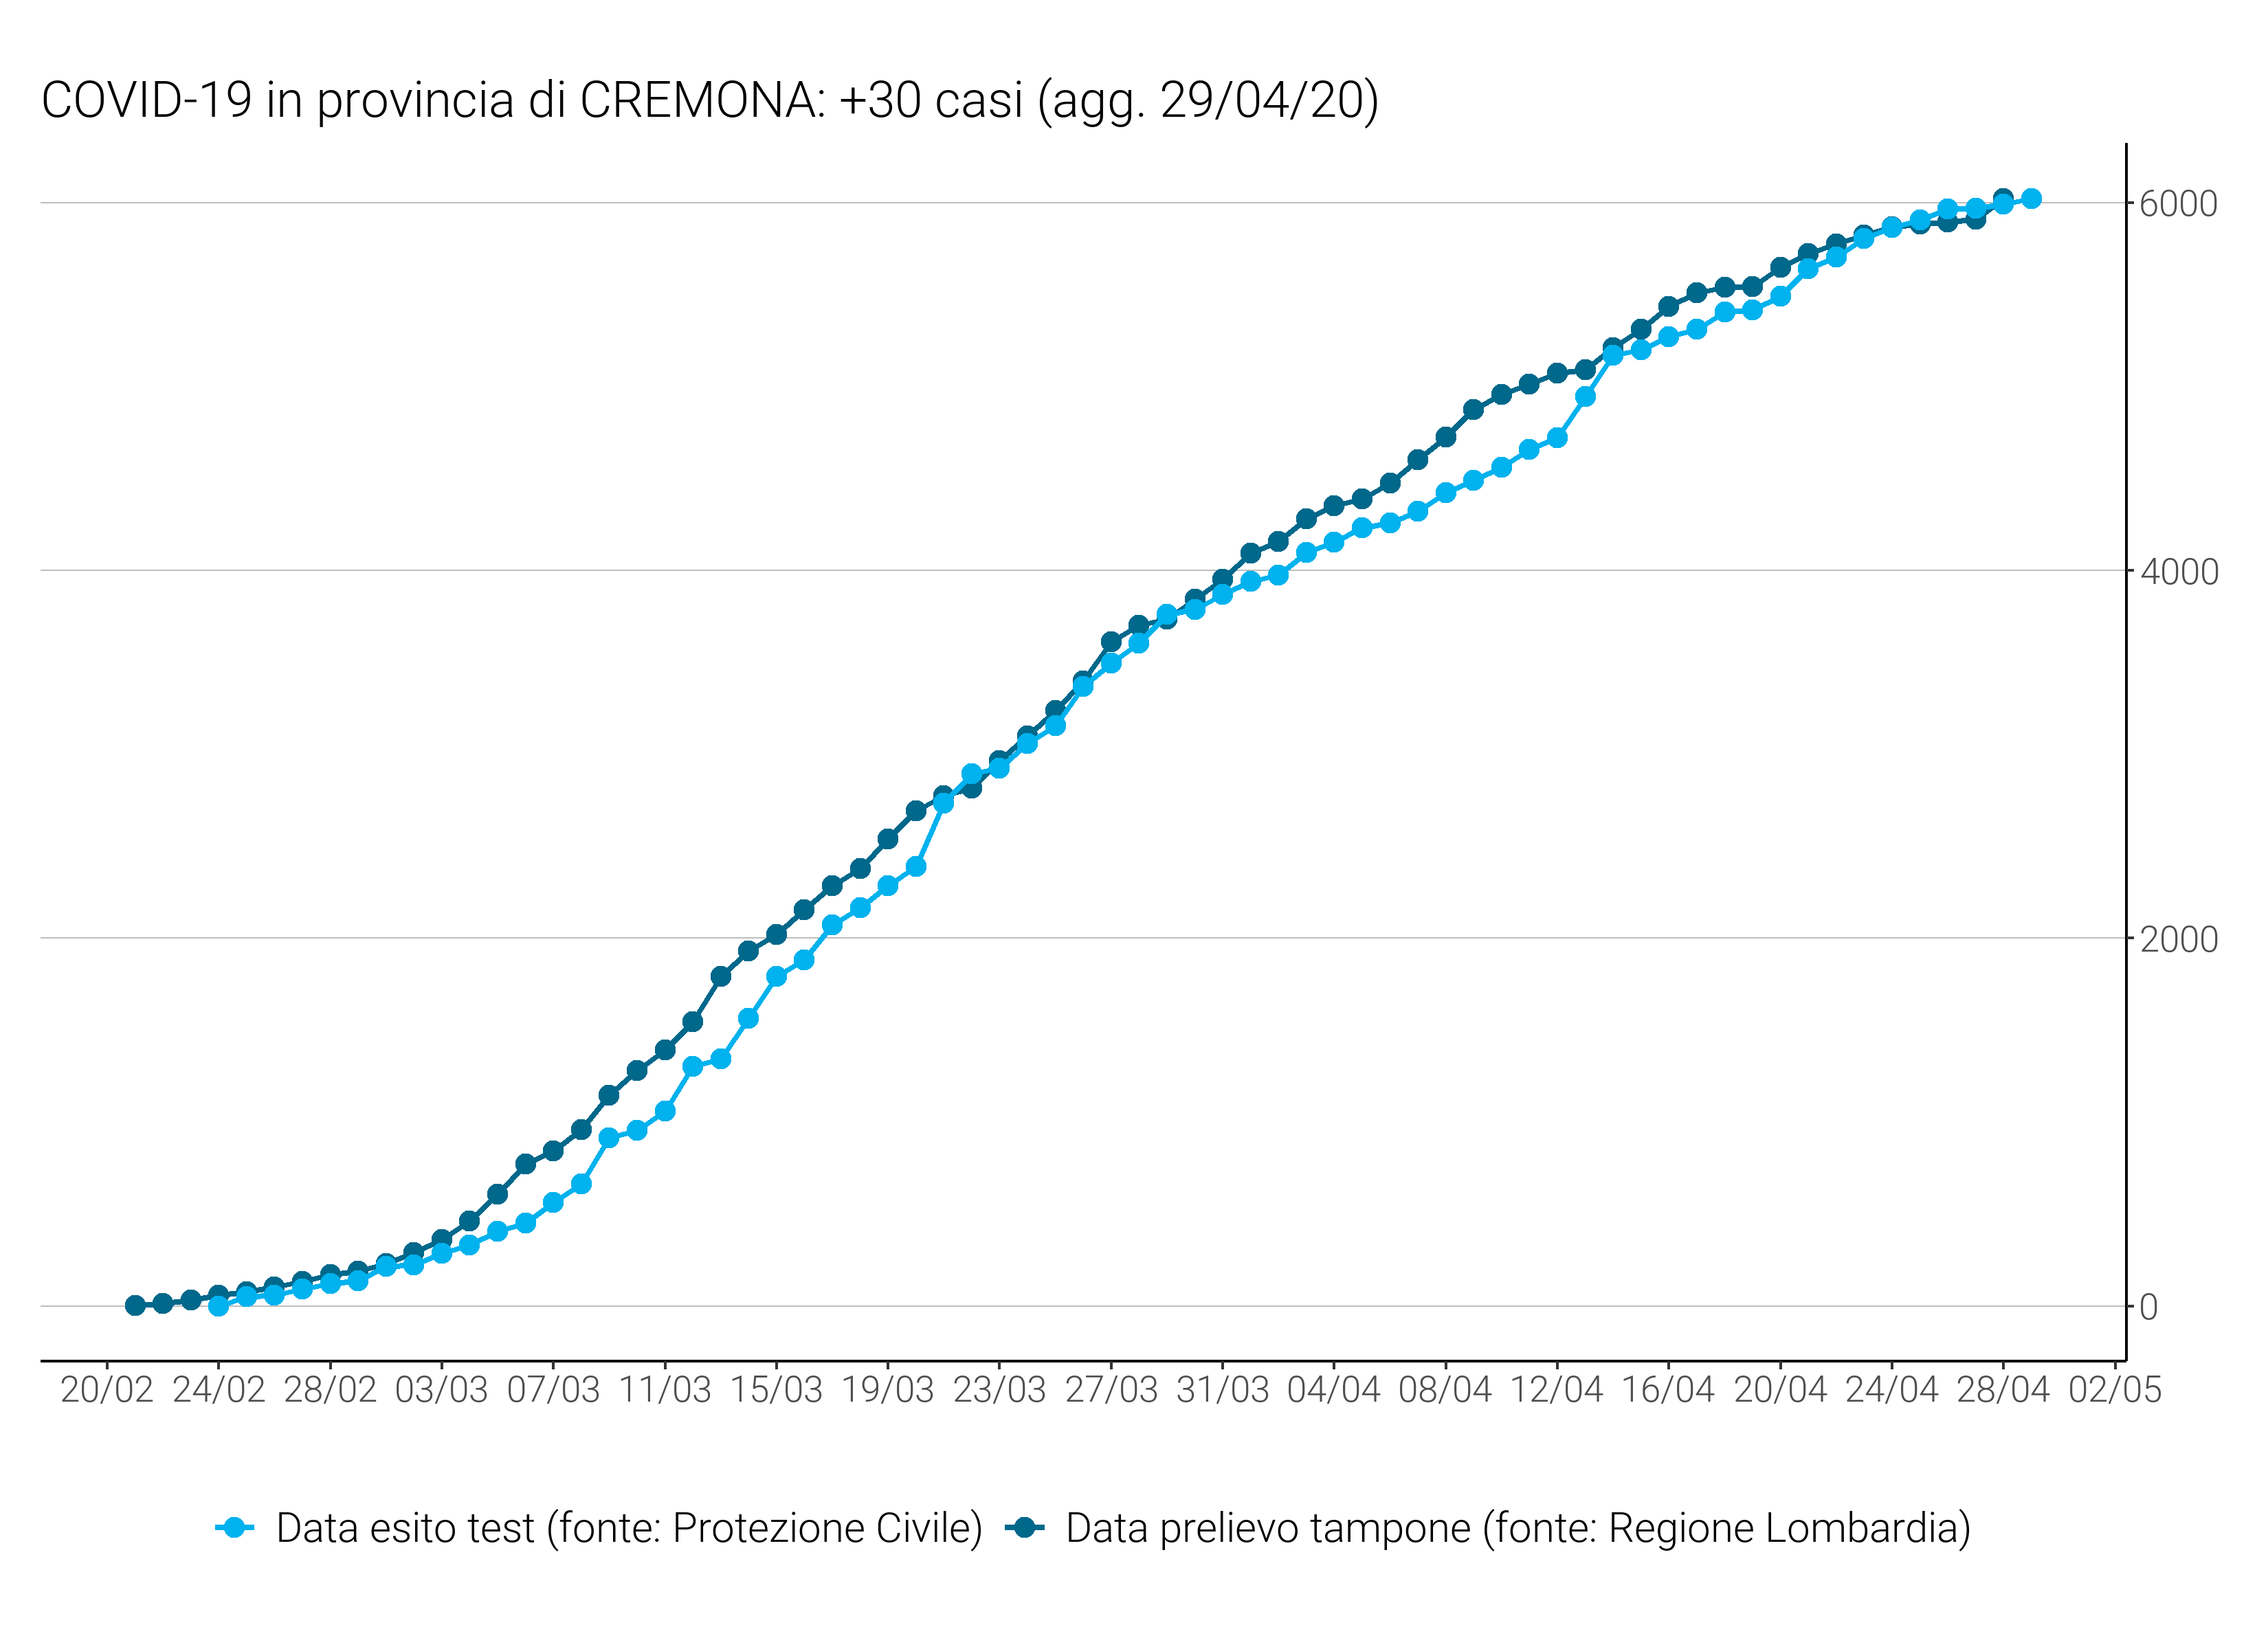 COVID-19 in provincia di CREMONA: +30 casi (agg. 29/04/20)
6000
4000
2000
0
20/02 24/02 28/02 03/03 07/03 11/03 15/03 19/03 23/03 27/03 31/03 04/04 08/04 12/04 16/04 20/04 24/04 28/04 02/05
Data esito test (fonte: Protezione Civile) Data prelievo tampone (fonte: Regione Lombardia)